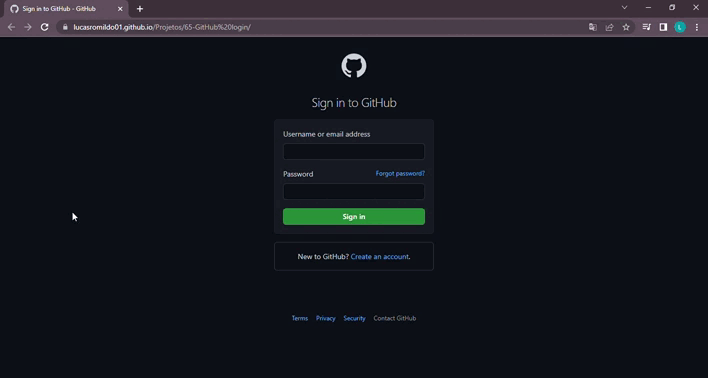 Sign in to GitHub - GitHub
lucasromildo01.github.io/Projetos/65-GitHub%20login/
L
Sign in to GitHub
Username or email address
Password Forgot password?
Sign in
New to GitHub? Create an account.
Terms Privacy Security Contact GitHub